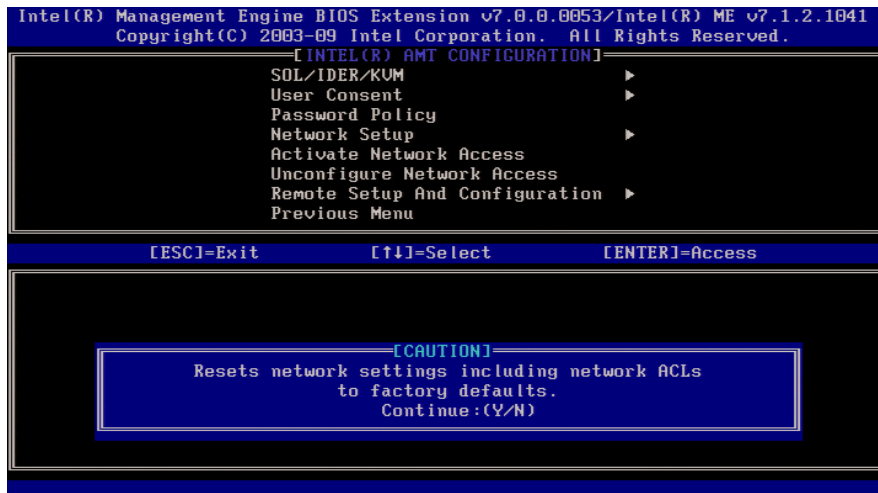 Intel(R) Management Engine BIOS Extension v7.0.0.0053/Intel(R) ME v7.1.2.1041
Copyright(C) 2003-09 Intel Corporation. All Rights Reserved.
[INTEL(R) AMT CONFIGURATION]
SOL/IDER/KVM ►
User Consent ►
Password Policy
Network Setup ►
Activate Network Access
Unconfigure Network Access
Remote Setup And Configuration ►
Previous Menu
[ESC]=Exit [↑↓]=Select [ENTER]=Access
[CAUTION]
Resets network settings including network ACLs
to factory defaults.
Continue:(Y/N)